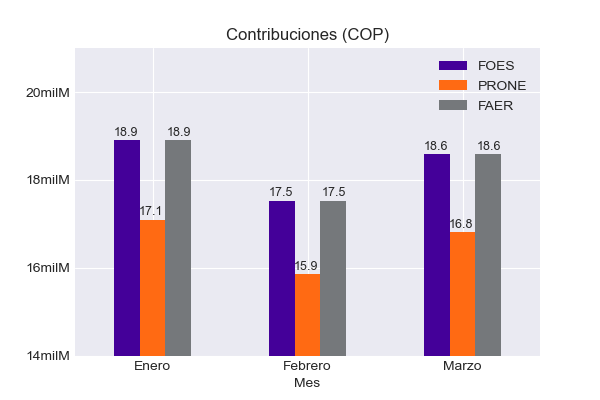 Contribuciones (COP)
FOES
PRONE
FAER
20milM
18milM
16milM
14milM
18.9
17.1
18.9
17.5
15.9
17.5
18.6
16.8
18.6
Enero
Febrero
Marzo
Mes